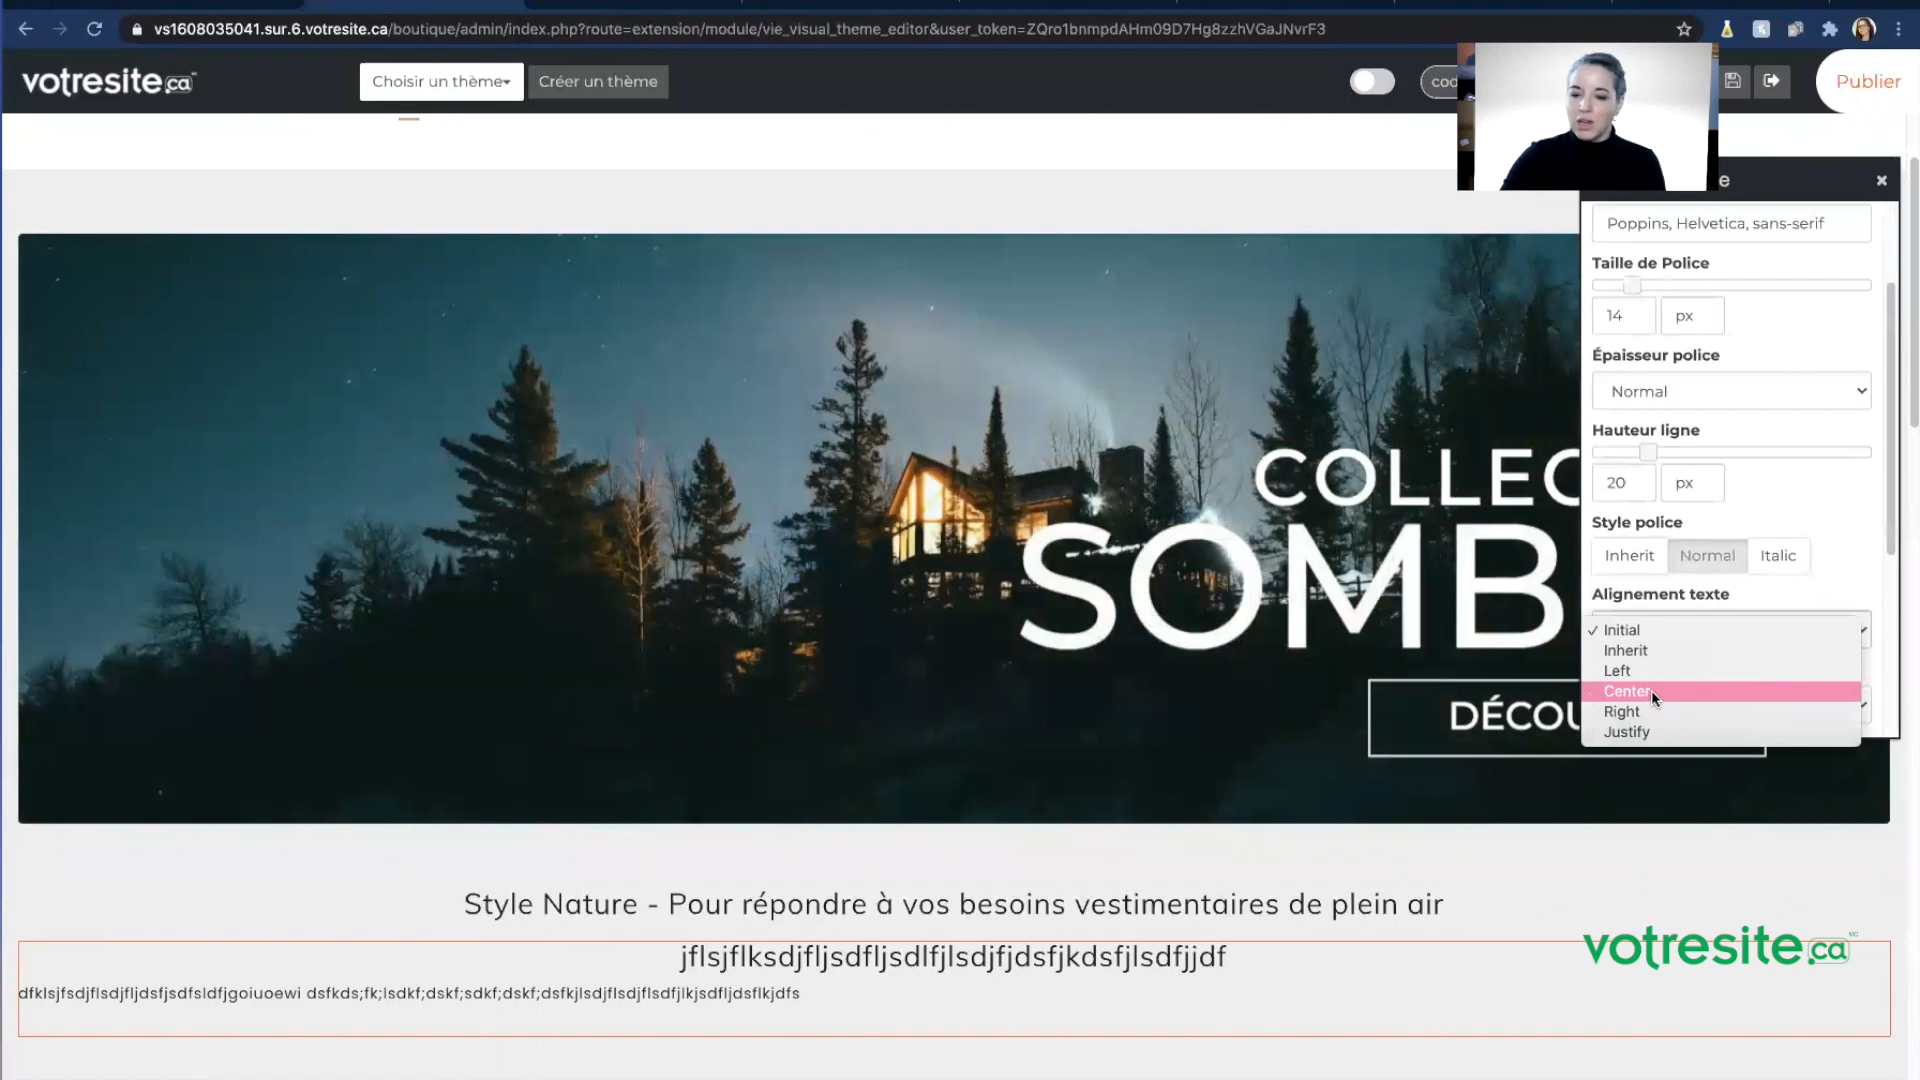 vs1608035041.sur.6.votresite.ca/boutique/admin/index.php?route=extension/module/vie_visual_theme_editor&user_token=ZQro1bnmpdAHm09D7Hg8zzhVGaJNvrF3
votresite.ca
Choisir un thème
Créer un thème
Publier
Poppins, Helvetica, sans-serif
Taille de Police
14 px
Épaisseur police
Normal
Hauteur ligne
20 px
Style police
Inherit Normal Italic
Alignement texte
Initial
Inherit
Left
Center
Right
Justify
COLLEC
SOMB
DÉCOU
Style Nature - Pour répondre à vos besoins vestimentaires de plein air
jflsjflksdjfljsdfljsdlfjlsdjfjdsfjkdsfjlsdfjjdf
dfklsjfsdjflsdjfljdsfjsdfsldfjgoiuoewi dsfkds;fk;lsdkf;dskf;sdkf;dskf;dsfkjlsdjflsdjflsdfjlkjsdfljdsflkjdfs
votresite.ca MC